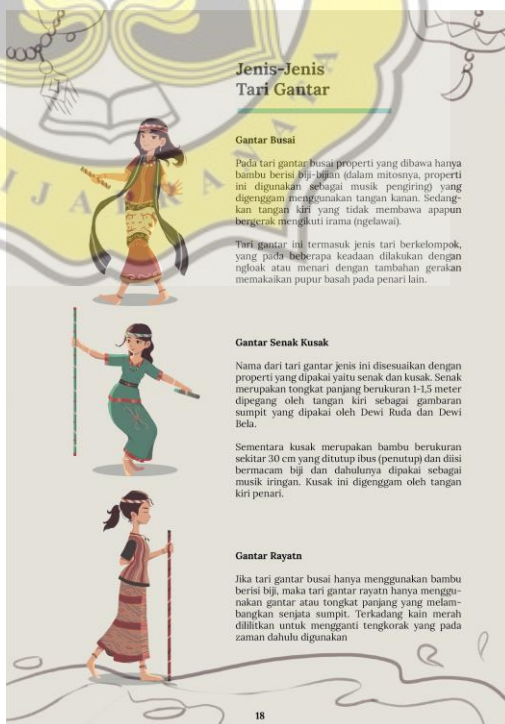 Jenis-Jenis
Tari Gantar
Gantar Busai
Pada tari gantar busai properti yang dibawa hanya
bambu berisi biji-bijian (dalam mitosnya, properti
ini digunakan sebagai musik pengiring) yang
digenggam menggunakan tangan kanan. Sedang-
kan tangan kiri yang tidak membawa apapun
bergerak mengikuti irama (ngelawai).
Tari gantar ini termasuk jenis tari berkelompok,
yang pada beberapa keadaan dilakukan dengan
ngloak atau menari dengan tambahan gerakan
memakaikan pupur basah pada penari lain.
Gantar Senak Kusak
Nama dari tari gantar jenis ini disesuaikan dengan
properti yang dipakai yaitu senak dan kusak. Senak
merupakan tongkat panjang berukuran 1-1,5 meter
dipegang oleh tangan kiri sebagai gambaran
sumpit yang dipakai oleh Dewi Ruda dan Dewi
Bela.
Sementara kusak merupakan bambu berukuran
sekitar 30 cm yang ditutup ibus (penutup) dan diisi
bermacam biji dan dahulunya dipakai sebagai
musik iringan. Kusak ini digenggam oleh tangan
kiri penari.
Gantar Rayatn
Jika tari gantar busai hanya menggunakan bambu
berisi biji, maka tari gantar rayatn hanya menggu-
nakan gantar atau tongkat panjang yang melam-
bangkan senjata sumpit. Terkadang kain merah
dililitkan untuk mengganti tengkorak yang pada
zaman dahulu digunakan
18